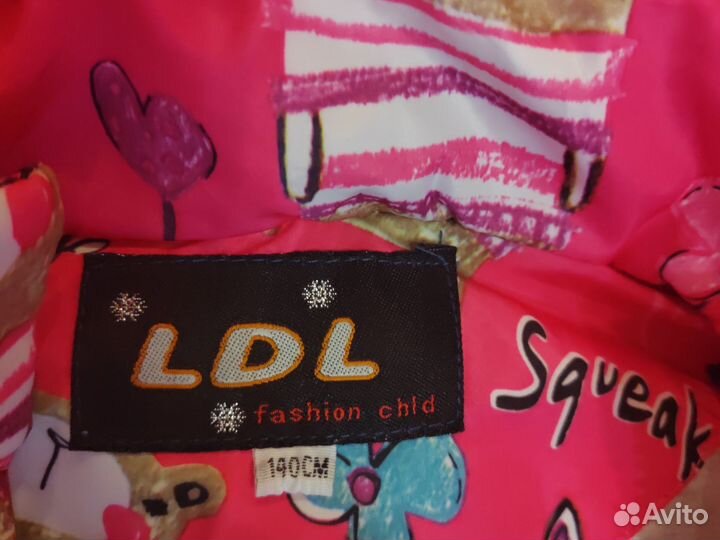 LDL
fashion chld
140CM
Squeak
Avito